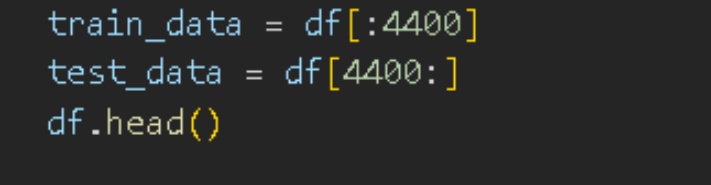 train_data = df[:4400]
test_data = df[4400:]
df.head()